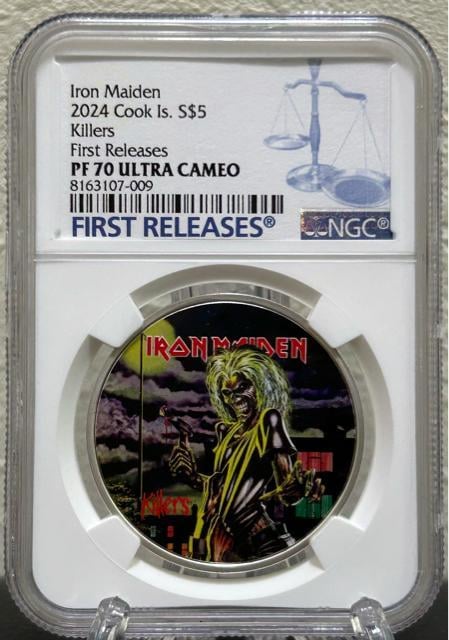 Iron Maiden
2024 Cook Is. S$5
Killers
First Releases
PF 70 ULTRA CAMEO
8163107-009
FIRST RELEASES®
NGC®
IRON MAIDEN
Killers